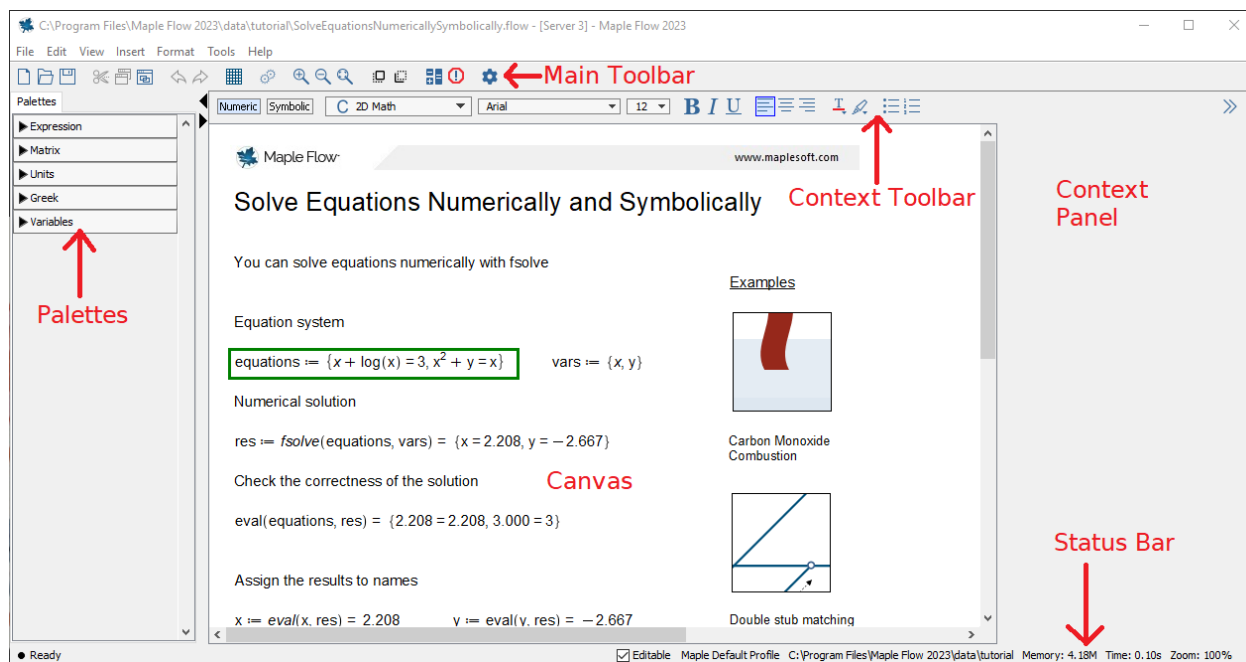 C:\Program Files\Maple Flow 2023\data\tutorial\SolveEquationsNumericallySymbolically.flow - [Server 3] - Maple Flow 2023
File Edit View Insert Format Tools Help
Main Toolbar
Palettes
Numeric Symbolic C 2D Math Arial 12 B I U
Expression
Matrix
Units
Greek
Variables
Palettes
Maple Flow
www.maplesoft.com
Context Toolbar
Context
Panel
Solve Equations Numerically and Symbolically
You can solve equations numerically with fsolve
Examples
Equation system
equations := {x + log(x) = 3, x² + y = x} vars := {x, y}
Numerical solution
res := fsolve(equations, vars) = {x = 2.208, y = −2.667}
Carbon Monoxide
Combustion
Check the correctness of the solution
Canvas
eval(equations, res) = {2.208 = 2.208, 3.000 = 3}
Assign the results to names
x := eval(x, res) = 2.208 y := eval(y, res) = −2.667
Double stub matching
Status Bar
Ready
Editable Maple Default Profile C:\Program Files\Maple Flow 2023\data\tutorial Memory: 4.18M Time: 0.10s Zoom: 100%